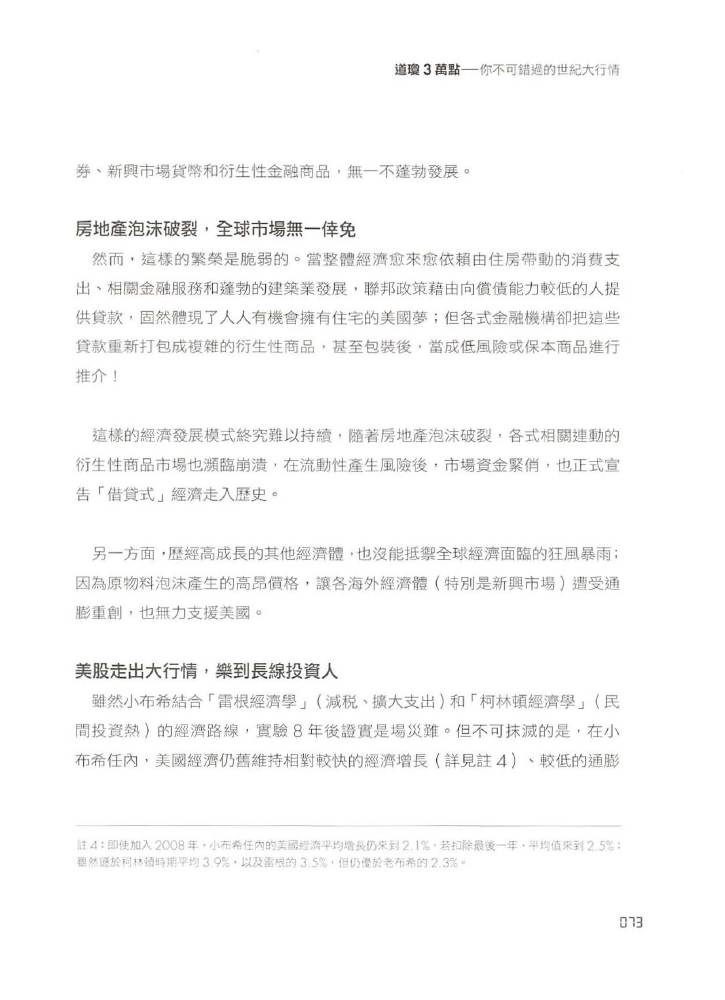 道瓊3萬點──你不可錯過的世紀大行情
券、新興市場貨幣和衍生性金融商品，無一不蓬勃發展。
房地產泡沫破裂，全球市場無一倖免
然而，這樣的繁榮是脆弱的。當整體經濟愈來愈依賴由住房帶動的消費支
出、相關金融服務和蓬勃的建築業發展，聯邦政策藉由向償債能力較低的人提
供貸款，固然體現了人人有機會擁有住宅的美國夢；但各式金融機構卻把這些
貸款重新打包成複雜的衍生性商品，甚至包裝後，當成低風險或保本商品進行
推介！
這樣的經濟發展模式終究難以持續，隨著房地產泡沫破裂，各式相關連動的
衍生性商品市場也瀕臨崩潰，在流動性產生風險後，市場資金緊俏，也正式宣
告「借貸式」經濟走入歷史。
另一方面，歷經高成長的其他經濟體，也沒能抵禦全球經濟面臨的狂風暴雨；
因為原物料泡沫產生的高昂價格，讓各海外經濟體（特別是新興市場）遭受通
膨重創，也無力支援美國。
美股走出大行情，樂到長線投資人
雖然小布希結合「雷根經濟學」（減稅、擴大支出）和「柯林頓經濟學」（民
間投資熱）的經濟路線，實驗8年後證實是場災難。但不可抹滅的是，在小
布希任內，美國經濟仍舊維持相對較快的經濟增長（詳見註4）、較低的通膨
註4：即使加入2008年，小布希任內的美國經濟平均增長仍來到2.1%，若扣除最後一年，平均值來到2.5%；
雖然遜於柯林頓時期平均3.9%，以及雷根的3.5%，但仍優於老布希的2.3%。
073